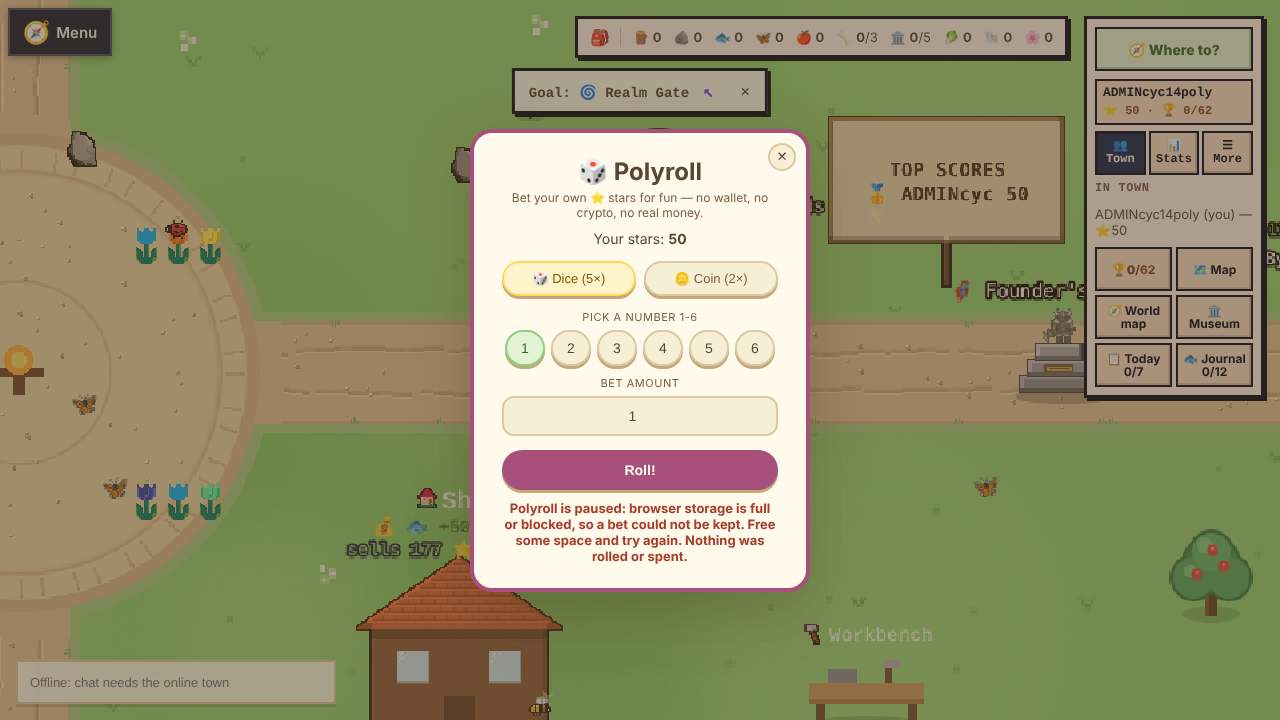 Menu
0 0 0 0 0 0/3 0/5 0 0 0
Goal: Realm Gate
×
Where to?
ADMINcyc14poly
50 · 0/62
Town
Stats
More
IN TOWN
ADMINcyc14poly (you) —
50
0/62
Map
World map
Museum
Today 0/7
Journal 0/12
TOP SCORES
ADMINcyc 50
Founder's
✕
Polyroll
Bet your own ⭐ stars for fun — no wallet, no
crypto, no real money.
Your stars: 50
Dice (5×)
Coin (2×)
PICK A NUMBER 1-6
1 2 3 4 5 6
BET AMOUNT
1
Roll!
Polyroll is paused: browser storage is full
or blocked, so a bet could not be kept. Free
some space and try again. Nothing was
rolled or spent.
sells 177
Workbench
Offline: chat needs the online town